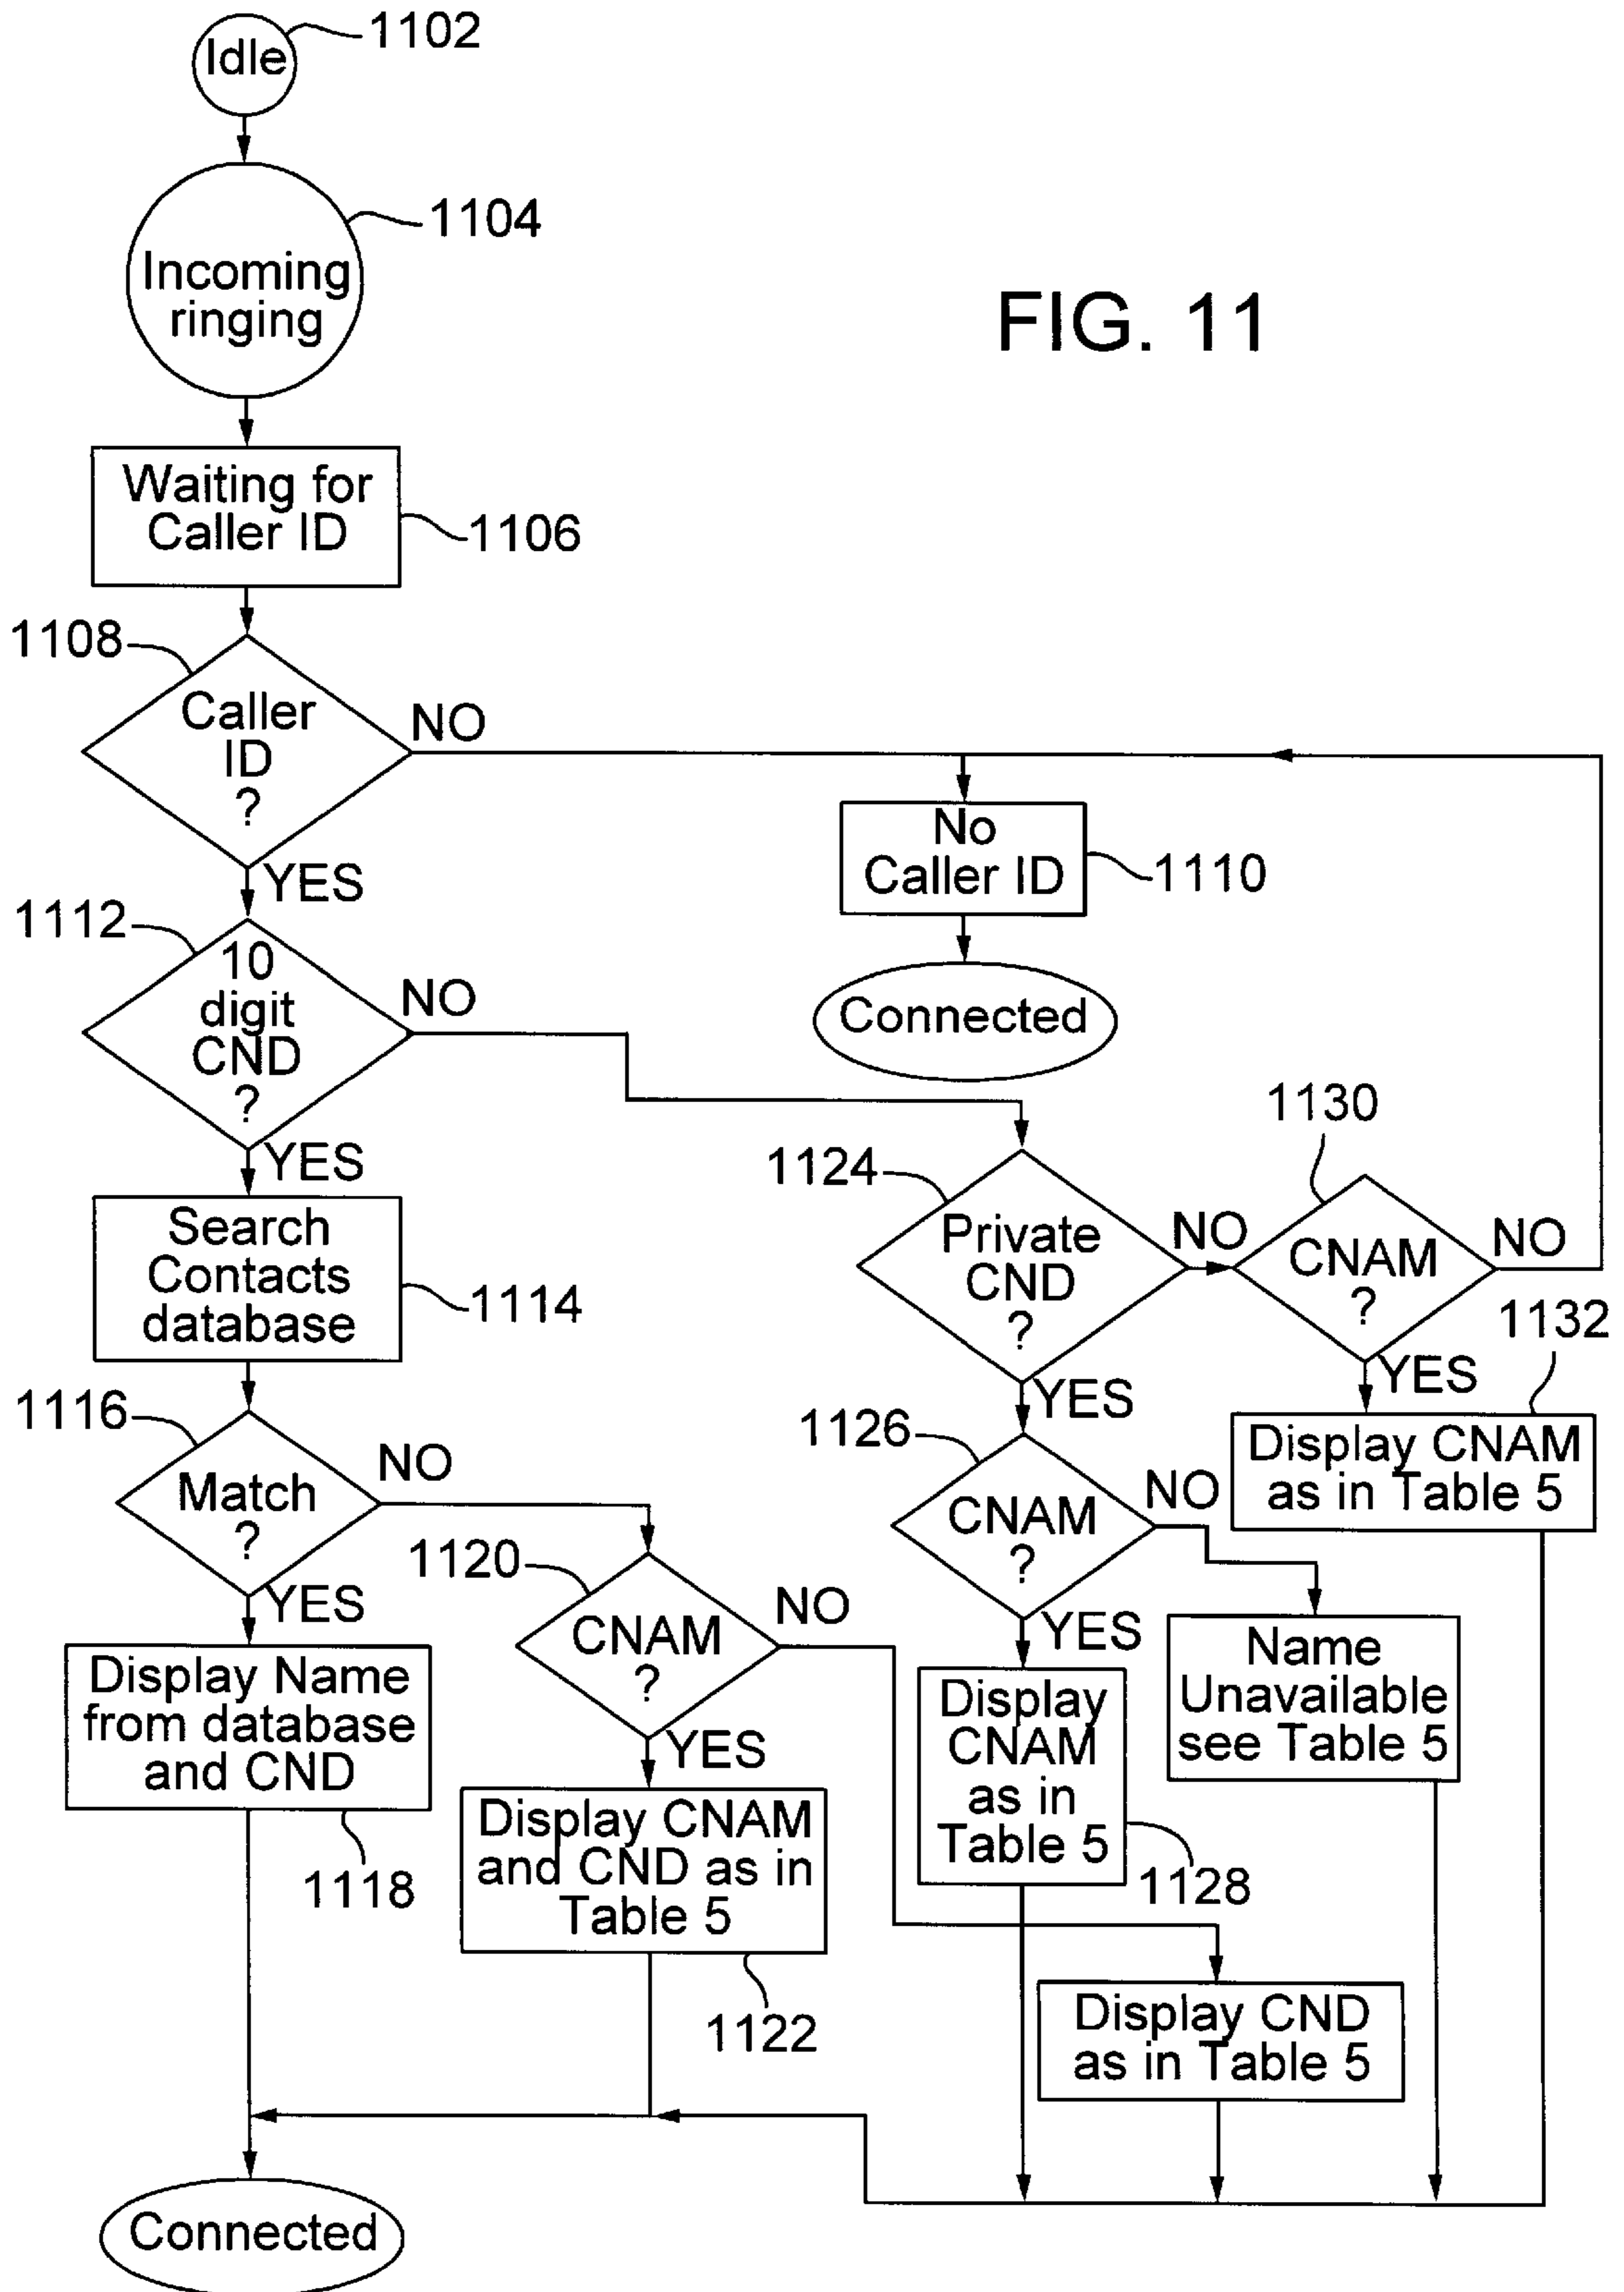 Idle
1102
1104
Incoming
ringing
FIG. 11
Waiting for
Caller ID
1106
1108
Caller
ID
?
NO
YES
No
Caller ID
1110
Connected
1112
10
digit
CND
?
NO
YES
Search
Contacts
database
1114
1124
Private
CND
?
NO
YES
1130
CNAM
?
NO
YES
1132
Display CNAM
as in Table 5
1116
Match
?
NO
YES
1126
CNAM
?
NO
YES
1120
CNAM
?
NO
YES
Name
Unavailable
see Table 5
Display Name
from database
and CND
1118
Display
CNAM
as in
Table 5
1128
Display CNAM
and CND as in
Table 5
1122
Display CND
as in Table 5
Connected